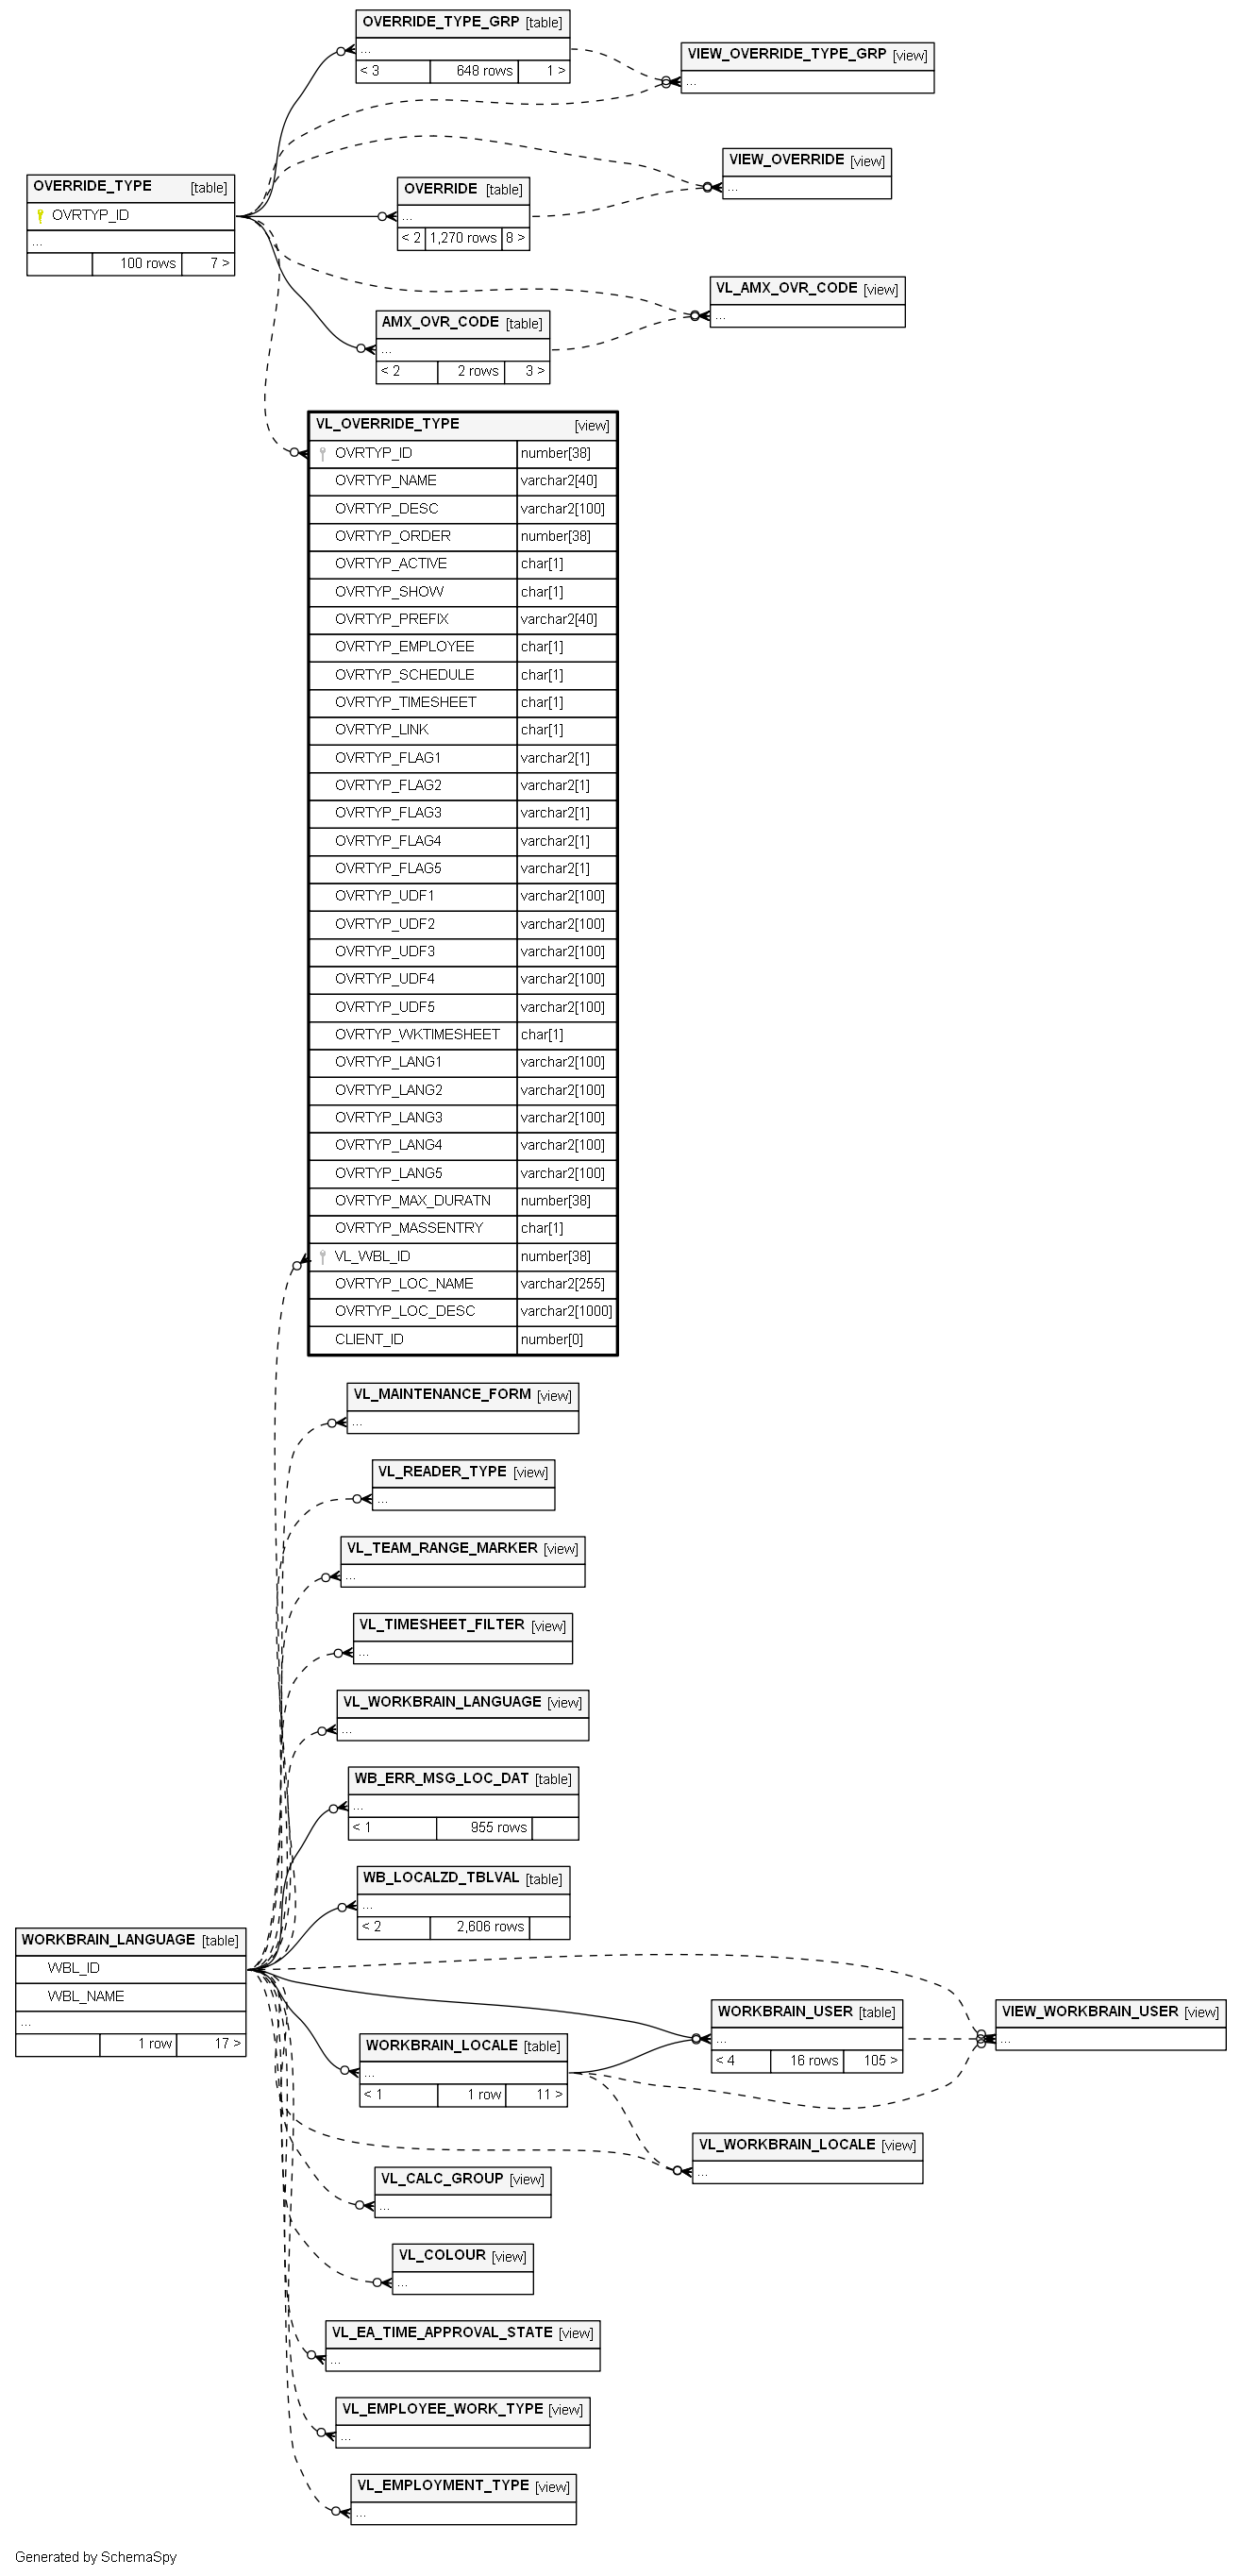 OVERRIDE_TYPE_GRP [table]
...
< 3 648 rows 1 >
VIEW_OVERRIDE_TYPE_GRP [view]
...
VIEW_OVERRIDE [view]
...
OVERRIDE_TYPE [table]
OVRTYP_ID
...
100 rows 7 >
OVERRIDE [table]
...
< 2 1,270 rows 8 >
VL_AMX_OVR_CODE [view]
...
AMX_OVR_CODE [table]
...
< 2 2 rows 3 >
VL_OVERRIDE_TYPE [view]
OVRTYP_ID number[38]
OVRTYP_NAME varchar2[40]
OVRTYP_DESC varchar2[100]
OVRTYP_ORDER number[38]
OVRTYP_ACTIVE char[1]
OVRTYP_SHOW char[1]
OVRTYP_PREFIX varchar2[40]
OVRTYP_EMPLOYEE char[1]
OVRTYP_SCHEDULE char[1]
OVRTYP_TIMESHEET char[1]
OVRTYP_LINK char[1]
OVRTYP_FLAG1 varchar2[1]
OVRTYP_FLAG2 varchar2[1]
OVRTYP_FLAG3 varchar2[1]
OVRTYP_FLAG4 varchar2[1]
OVRTYP_FLAG5 varchar2[1]
OVRTYP_UDF1 varchar2[100]
OVRTYP_UDF2 varchar2[100]
OVRTYP_UDF3 varchar2[100]
OVRTYP_UDF4 varchar2[100]
OVRTYP_UDF5 varchar2[100]
OVRTYP_WKTIMESHEET char[1]
OVRTYP_LANG1 varchar2[100]
OVRTYP_LANG2 varchar2[100]
OVRTYP_LANG3 varchar2[100]
OVRTYP_LANG4 varchar2[100]
OVRTYP_LANG5 varchar2[100]
OVRTYP_MAX_DURATN number[38]
OVRTYP_MASSENTRY char[1]
VL_WBL_ID number[38]
OVRTYP_LOC_NAME varchar2[255]
OVRTYP_LOC_DESC varchar2[1000]
CLIENT_ID number[0]
VL_MAINTENANCE_FORM [view]
...
VL_READER_TYPE [view]
...
VL_TEAM_RANGE_MARKER [view]
...
VL_TIMESHEET_FILTER [view]
...
VL_WORKBRAIN_LANGUAGE [view]
...
WB_ERR_MSG_LOC_DAT [table]
...
< 1 955 rows
WB_LOCALZD_TBLVAL [table]
...
< 2 2,606 rows
WORKBRAIN_LANGUAGE [table]
WBL_ID
WBL_NAME
...
1 row 17 >
WORKBRAIN_USER [table]
...
< 4 16 rows 105 >
VIEW_WORKBRAIN_USER [view]
...
WORKBRAIN_LOCALE [table]
...
< 1 1 row 11 >
VL_WORKBRAIN_LOCALE [view]
...
VL_CALC_GROUP [view]
...
VL_COLOUR [view]
...
VL_EA_TIME_APPROVAL_STATE [view]
...
VL_EMPLOYEE_WORK_TYPE [view]
...
VL_EMPLOYMENT_TYPE [view]
...
Generated by SchemaSpy